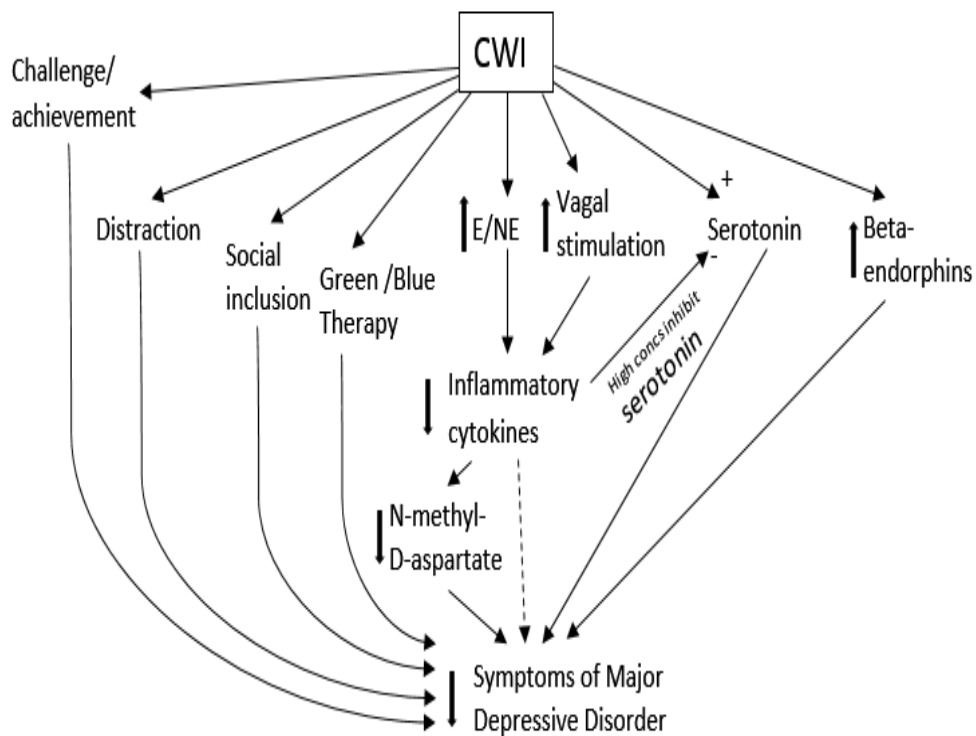 CWI
Challenge/
achievement
Distraction
Social
inclusion
Green /Blue
Therapy
E/NE
Vagal
stimulation
+
Serotonin
-
Beta-
endorphins
High concs inhibit
serotonin
Inflammatory
cytokines
N-methyl-
D-aspartate
Symptoms of Major
Depressive Disorder